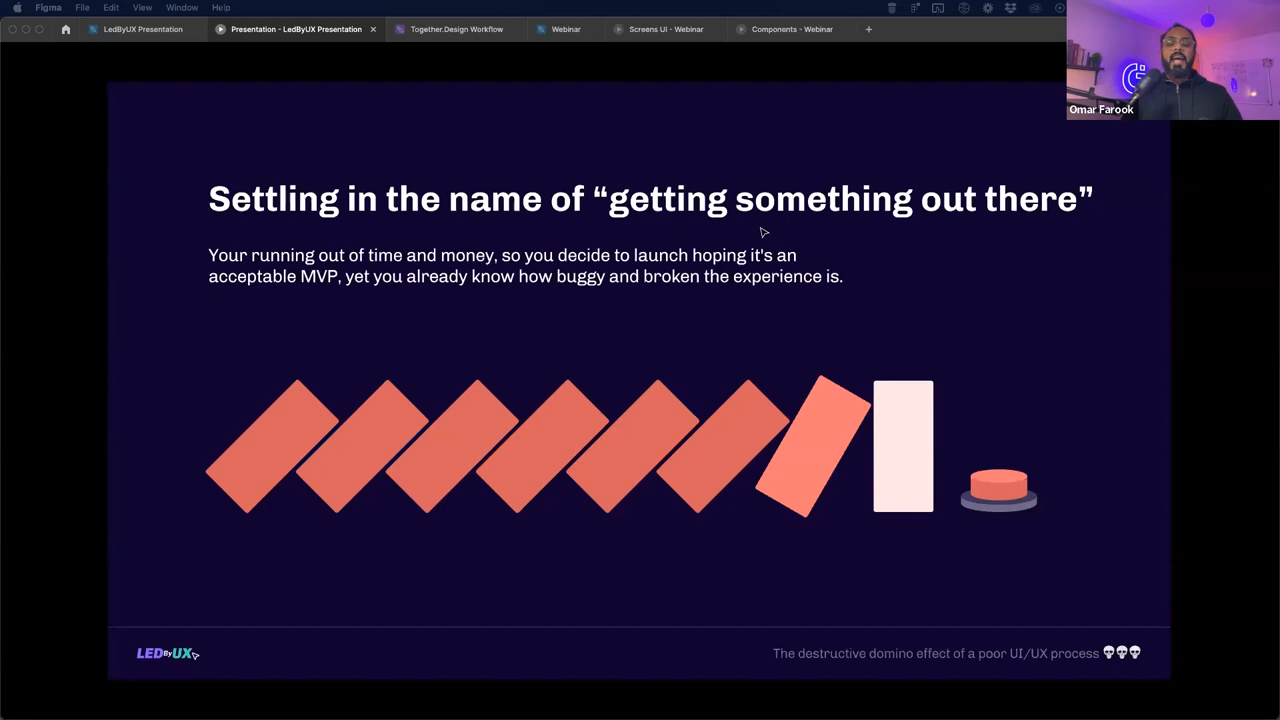 Figma File Edit View Window Help
LedByUX Presentation Presentation - LedByUX Presentation Together.Design Workflow Webinar Screens UI - Webinar Components - Webinar
Omar Farook
Settling in the name of “getting something out there”
Your running out of time and money, so you decide to launch hoping it's an
acceptable MVP, yet you already know how buggy and broken the experience is.
LEDByUX
The destructive domino effect of a poor UI/UX process 💀💀💀